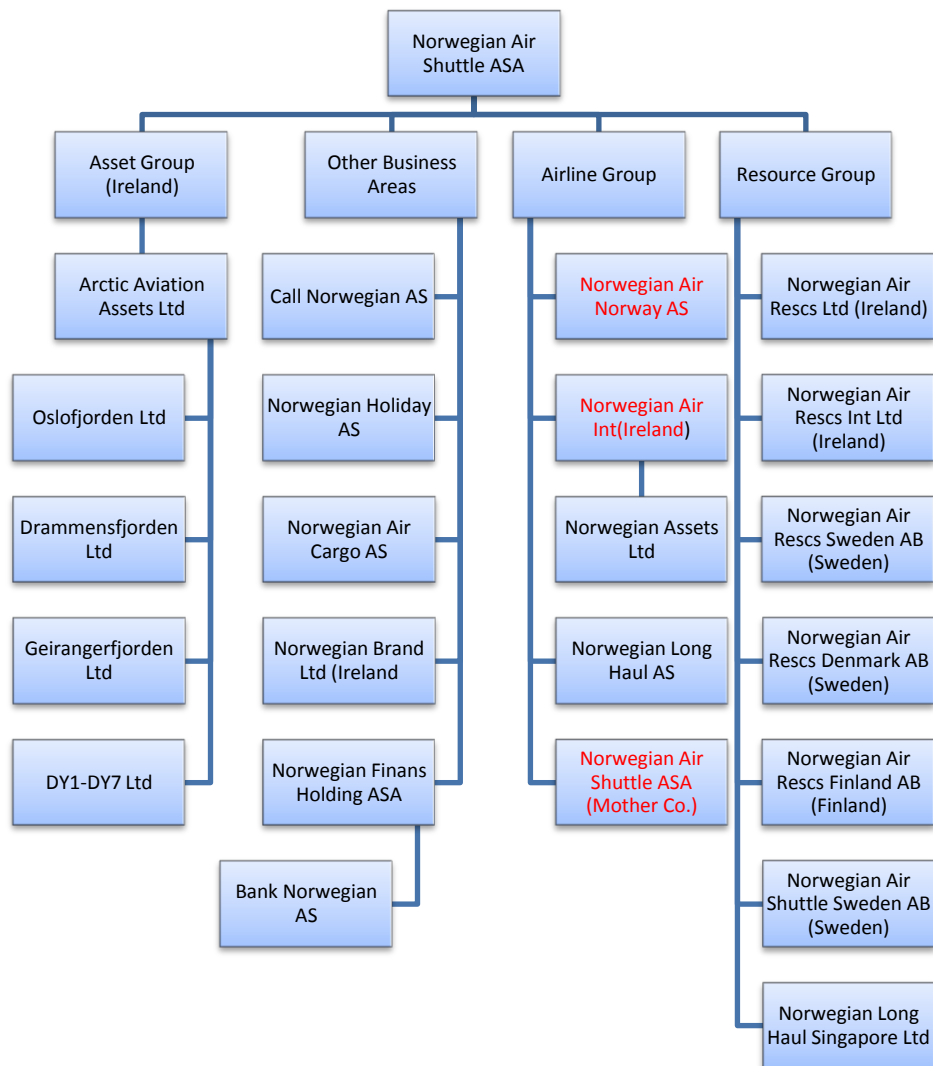 Norwegian Air
Shuttle ASA
Asset Group
(Ireland)
Other Business
Areas
Airline Group
Resource Group
Arctic Aviation
Assets Ltd
Oslofjorden Ltd
Drammensfjorden
Ltd
Geirangerfjorden
Ltd
DY1-DY7 Ltd
Call Norwegian AS
Norwegian Holiday
AS
Norwegian Air
Cargo AS
Norwegian Brand
Ltd (Ireland
Norwegian Finans
Holding ASA
Bank Norwegian
AS
Norwegian Air
Norway AS
Norwegian Air
Int(Ireland)
Norwegian Assets
Ltd
Norwegian Long
Haul AS
Norwegian Air
Shuttle ASA
(Mother Co.)
Norwegian Air
Rescs Ltd (Ireland)
Norwegian Air
Rescs Int Ltd
(Ireland)
Norwegian Air
Rescs Sweden AB
(Sweden)
Norwegian Air
Rescs Denmark AB
(Sweden)
Norwegian Air
Rescs Finland AB
(Finland)
Norwegian Air
Shuttle Sweden AB
(Sweden)
Norwegian Long
Haul Singapore Ltd